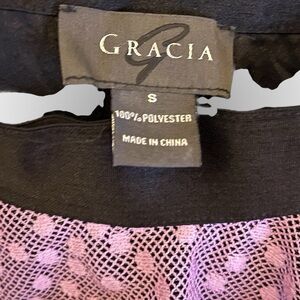 GRACIA
S
100% POLYESTER
MADE IN CHINA